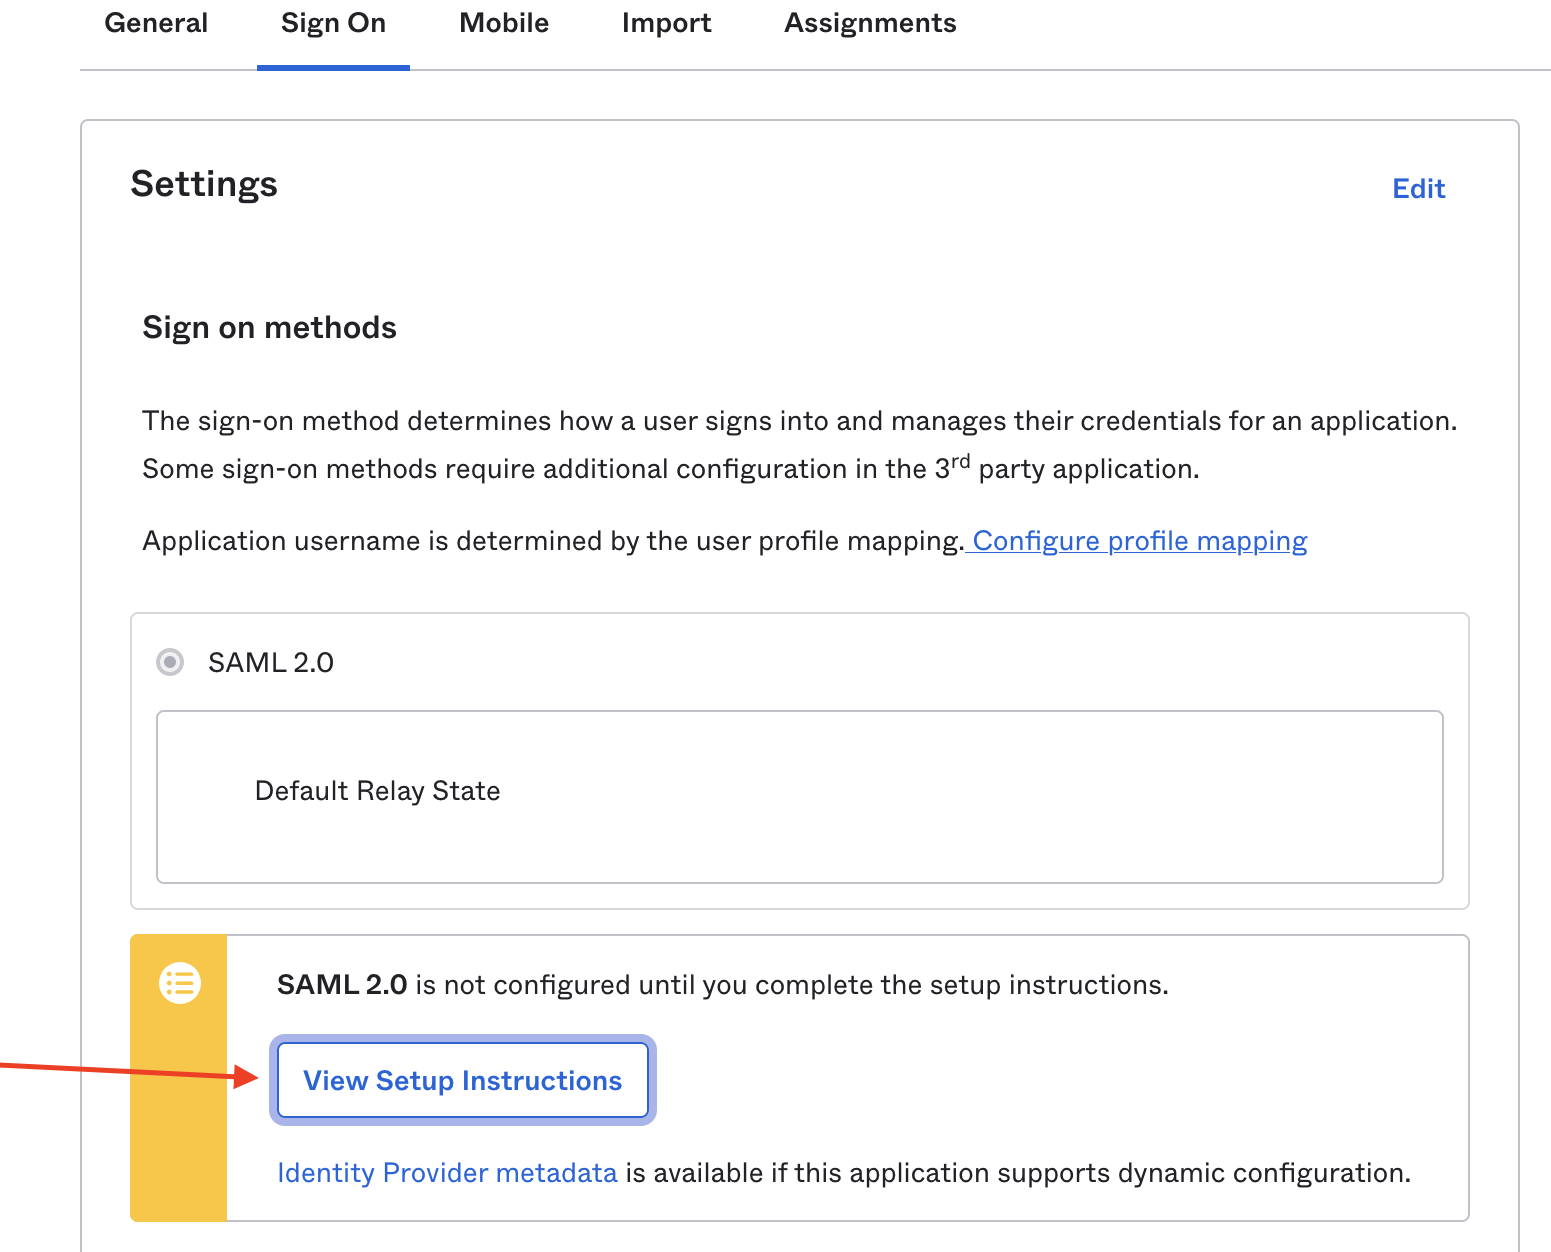 General Sign On Mobile Import Assignments
Settings
Edit
Sign on methods
The sign-on method determines how a user signs into and manages their credentials for an application.
Some sign-on methods require additional configuration in the 3rd party application.
Application username is determined by the user profile mapping. Configure profile mapping
SAML 2.0
Default Relay State
SAML 2.0 is not configured until you complete the setup instructions.
View Setup Instructions
Identity Provider metadata is available if this application supports dynamic configuration.